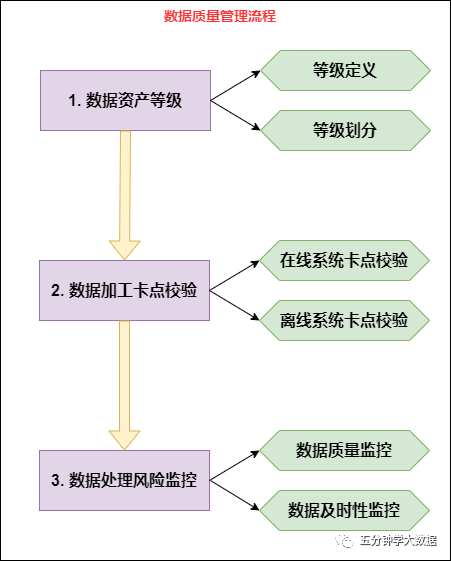 数据质量管理流程
1. 数据资产等级
等级定义
等级划分
2. 数据加工卡点校验
在线系统卡点校验
离线系统卡点校验
3. 数据处理风险监控
数据质量监控
数据及时性监控
五分钟学大数据